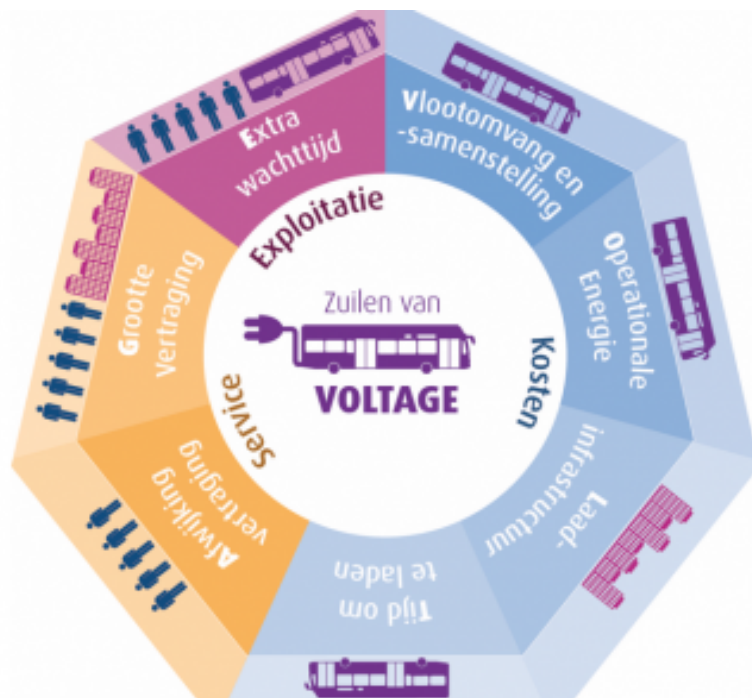 Zuilen van
VOLTAGE
Kosten
Vlootomvang en
-samenstelling
Operationale
Energie
Laad-
infrastructuur
Tijd om
te laden
Service
Afwijking
vertraging
Grootte
vertraging
Exploitatie
Extra
wachttijd